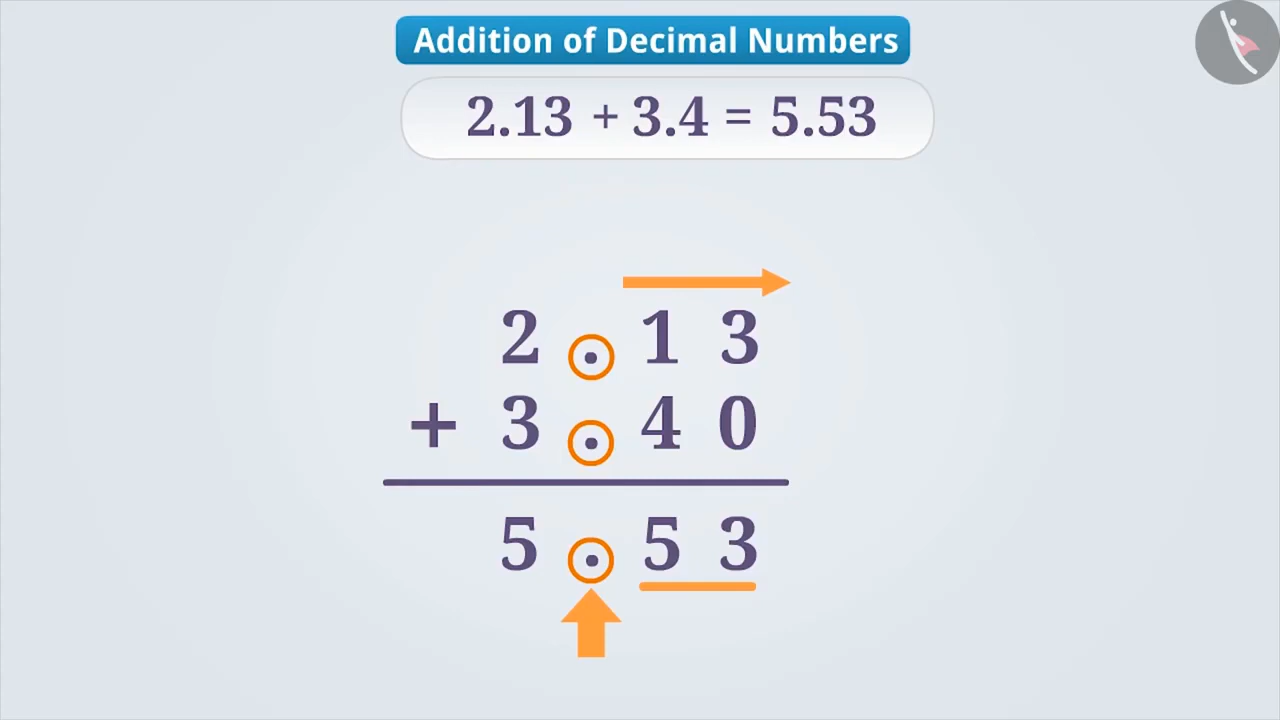 Addition of Decimal Numbers
2.13 + 3.4 = 5.53
2 . 1 3
+ 3 . 4 0
5 . 5 3